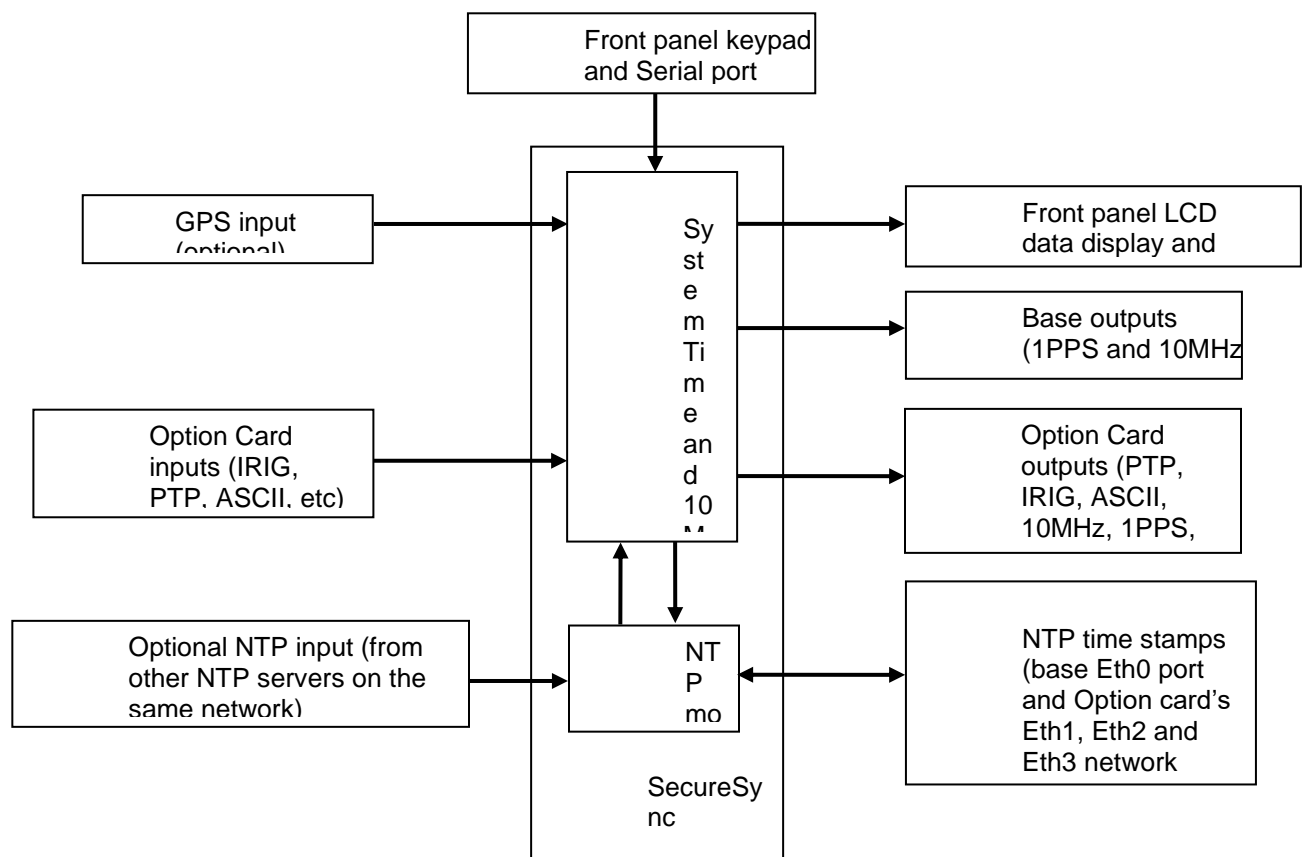 Front panel keypad
and Serial port
GPS input
(optional)
Option Card
inputs (IRIG,
PTP, ASCII, etc)
Optional NTP input (from
other NTP servers on the
same network)
Sy
st
e
m
Ti
m
e
an
d
10
M
NT
P
mo
SecureSy
nc
Front panel LCD
data display and
Base outputs
(1PPS and 10MHz
Option Card
outputs (PTP,
IRIG, ASCII,
10MHz, 1PPS,
NTP time stamps
(base Eth0 port
and Option card's
Eth1, Eth2 and
Eth3 network